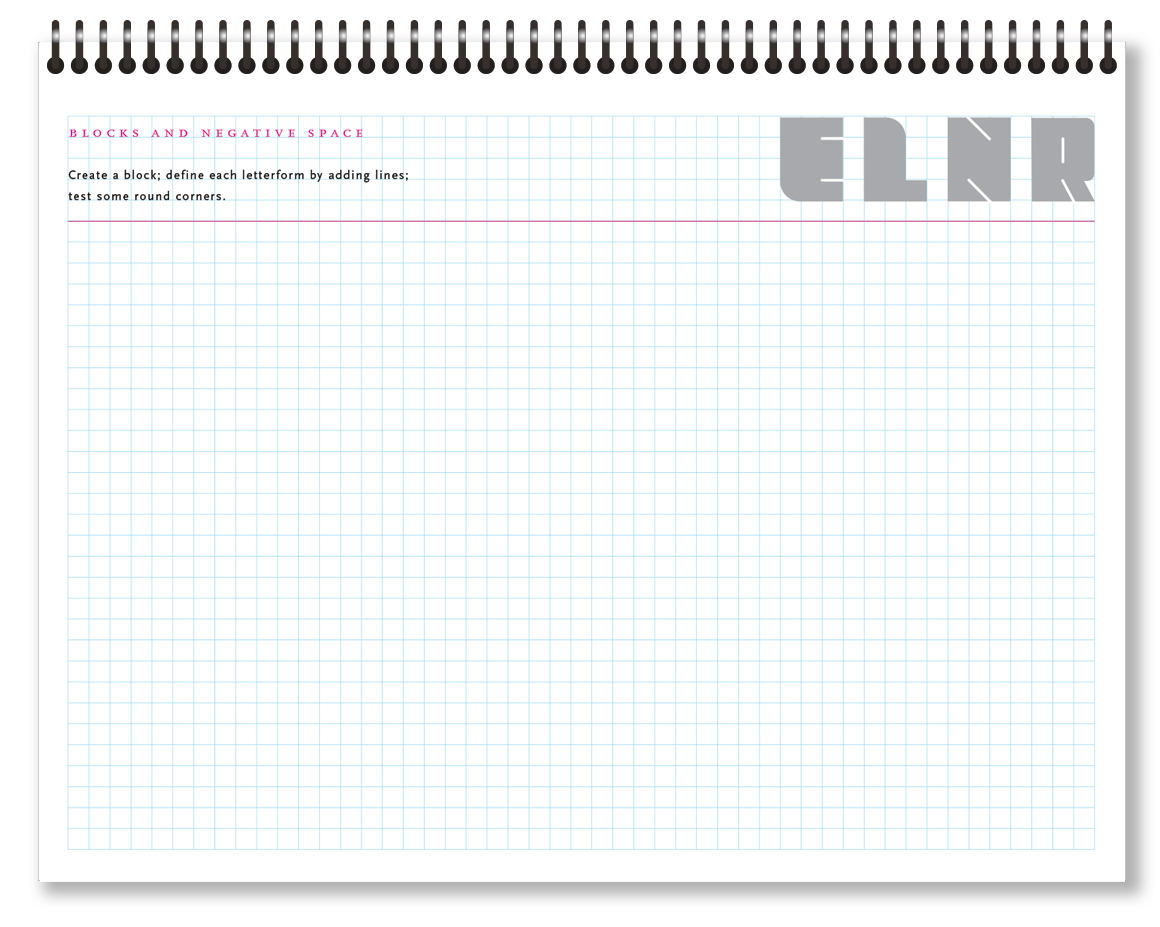 BLOCKS AND NEGATIVE SPACE
ELNR
Create a block; define each letterform by adding lines;
test some round corners.